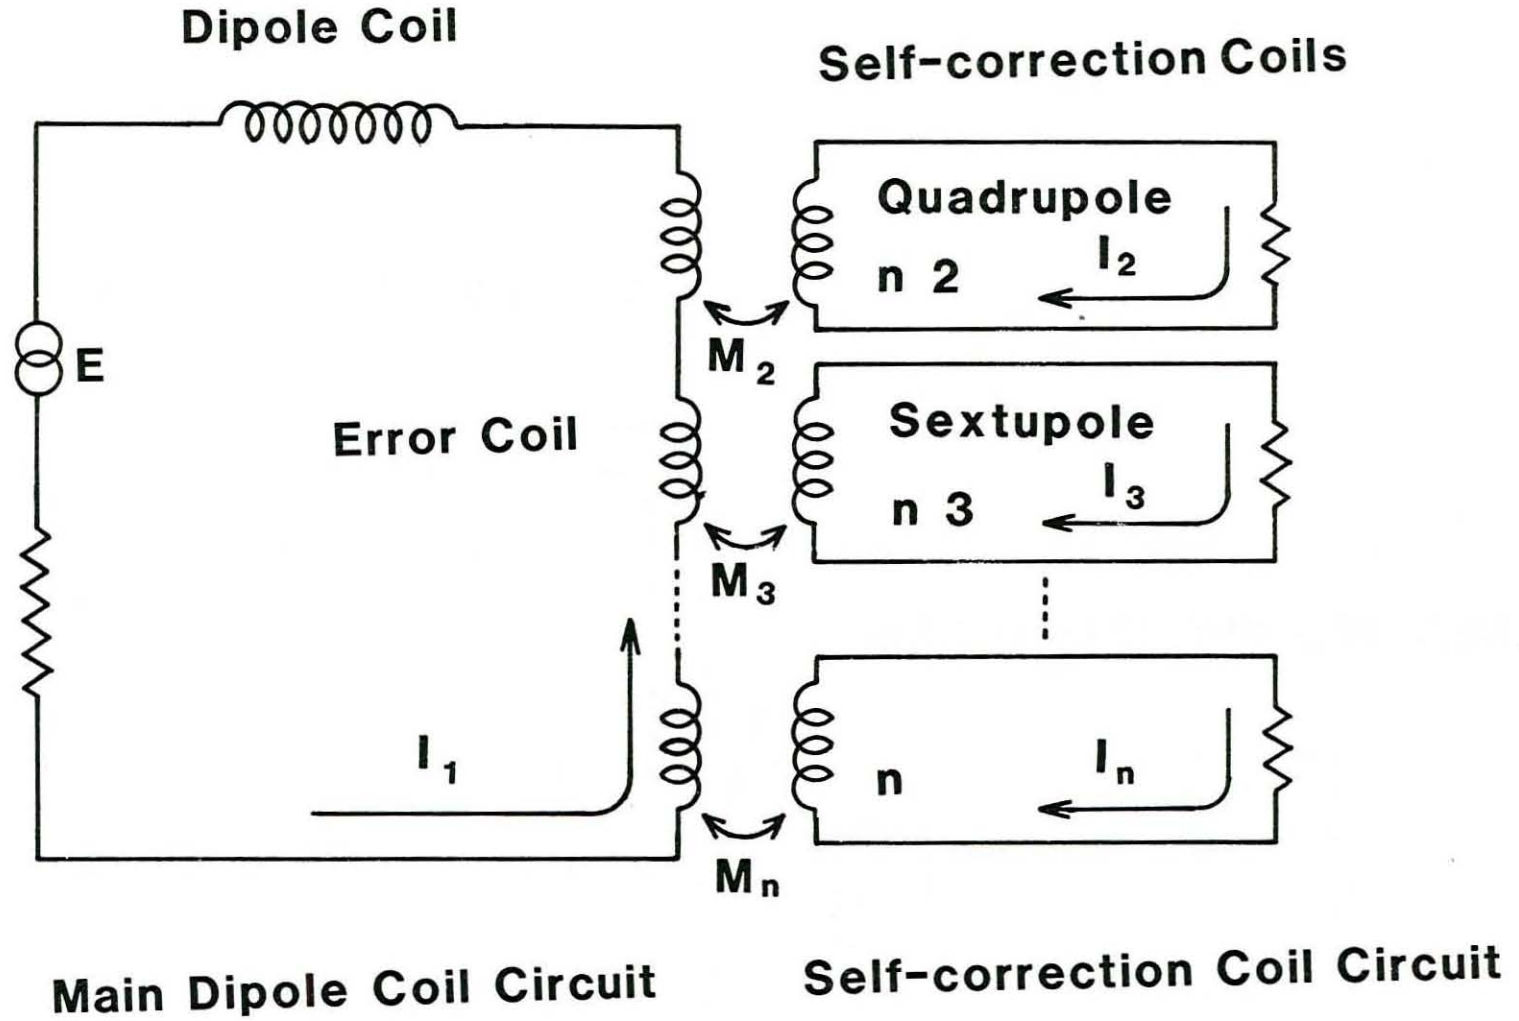 Dipole Coil
Self-correction Coils
Quadrupole
n 2
I2
E
M2
Error Coil
Sextupole
n 3
I3
M3
I1
n
In
Mn
Main Dipole Coil Circuit
Self-correction Coil Circuit